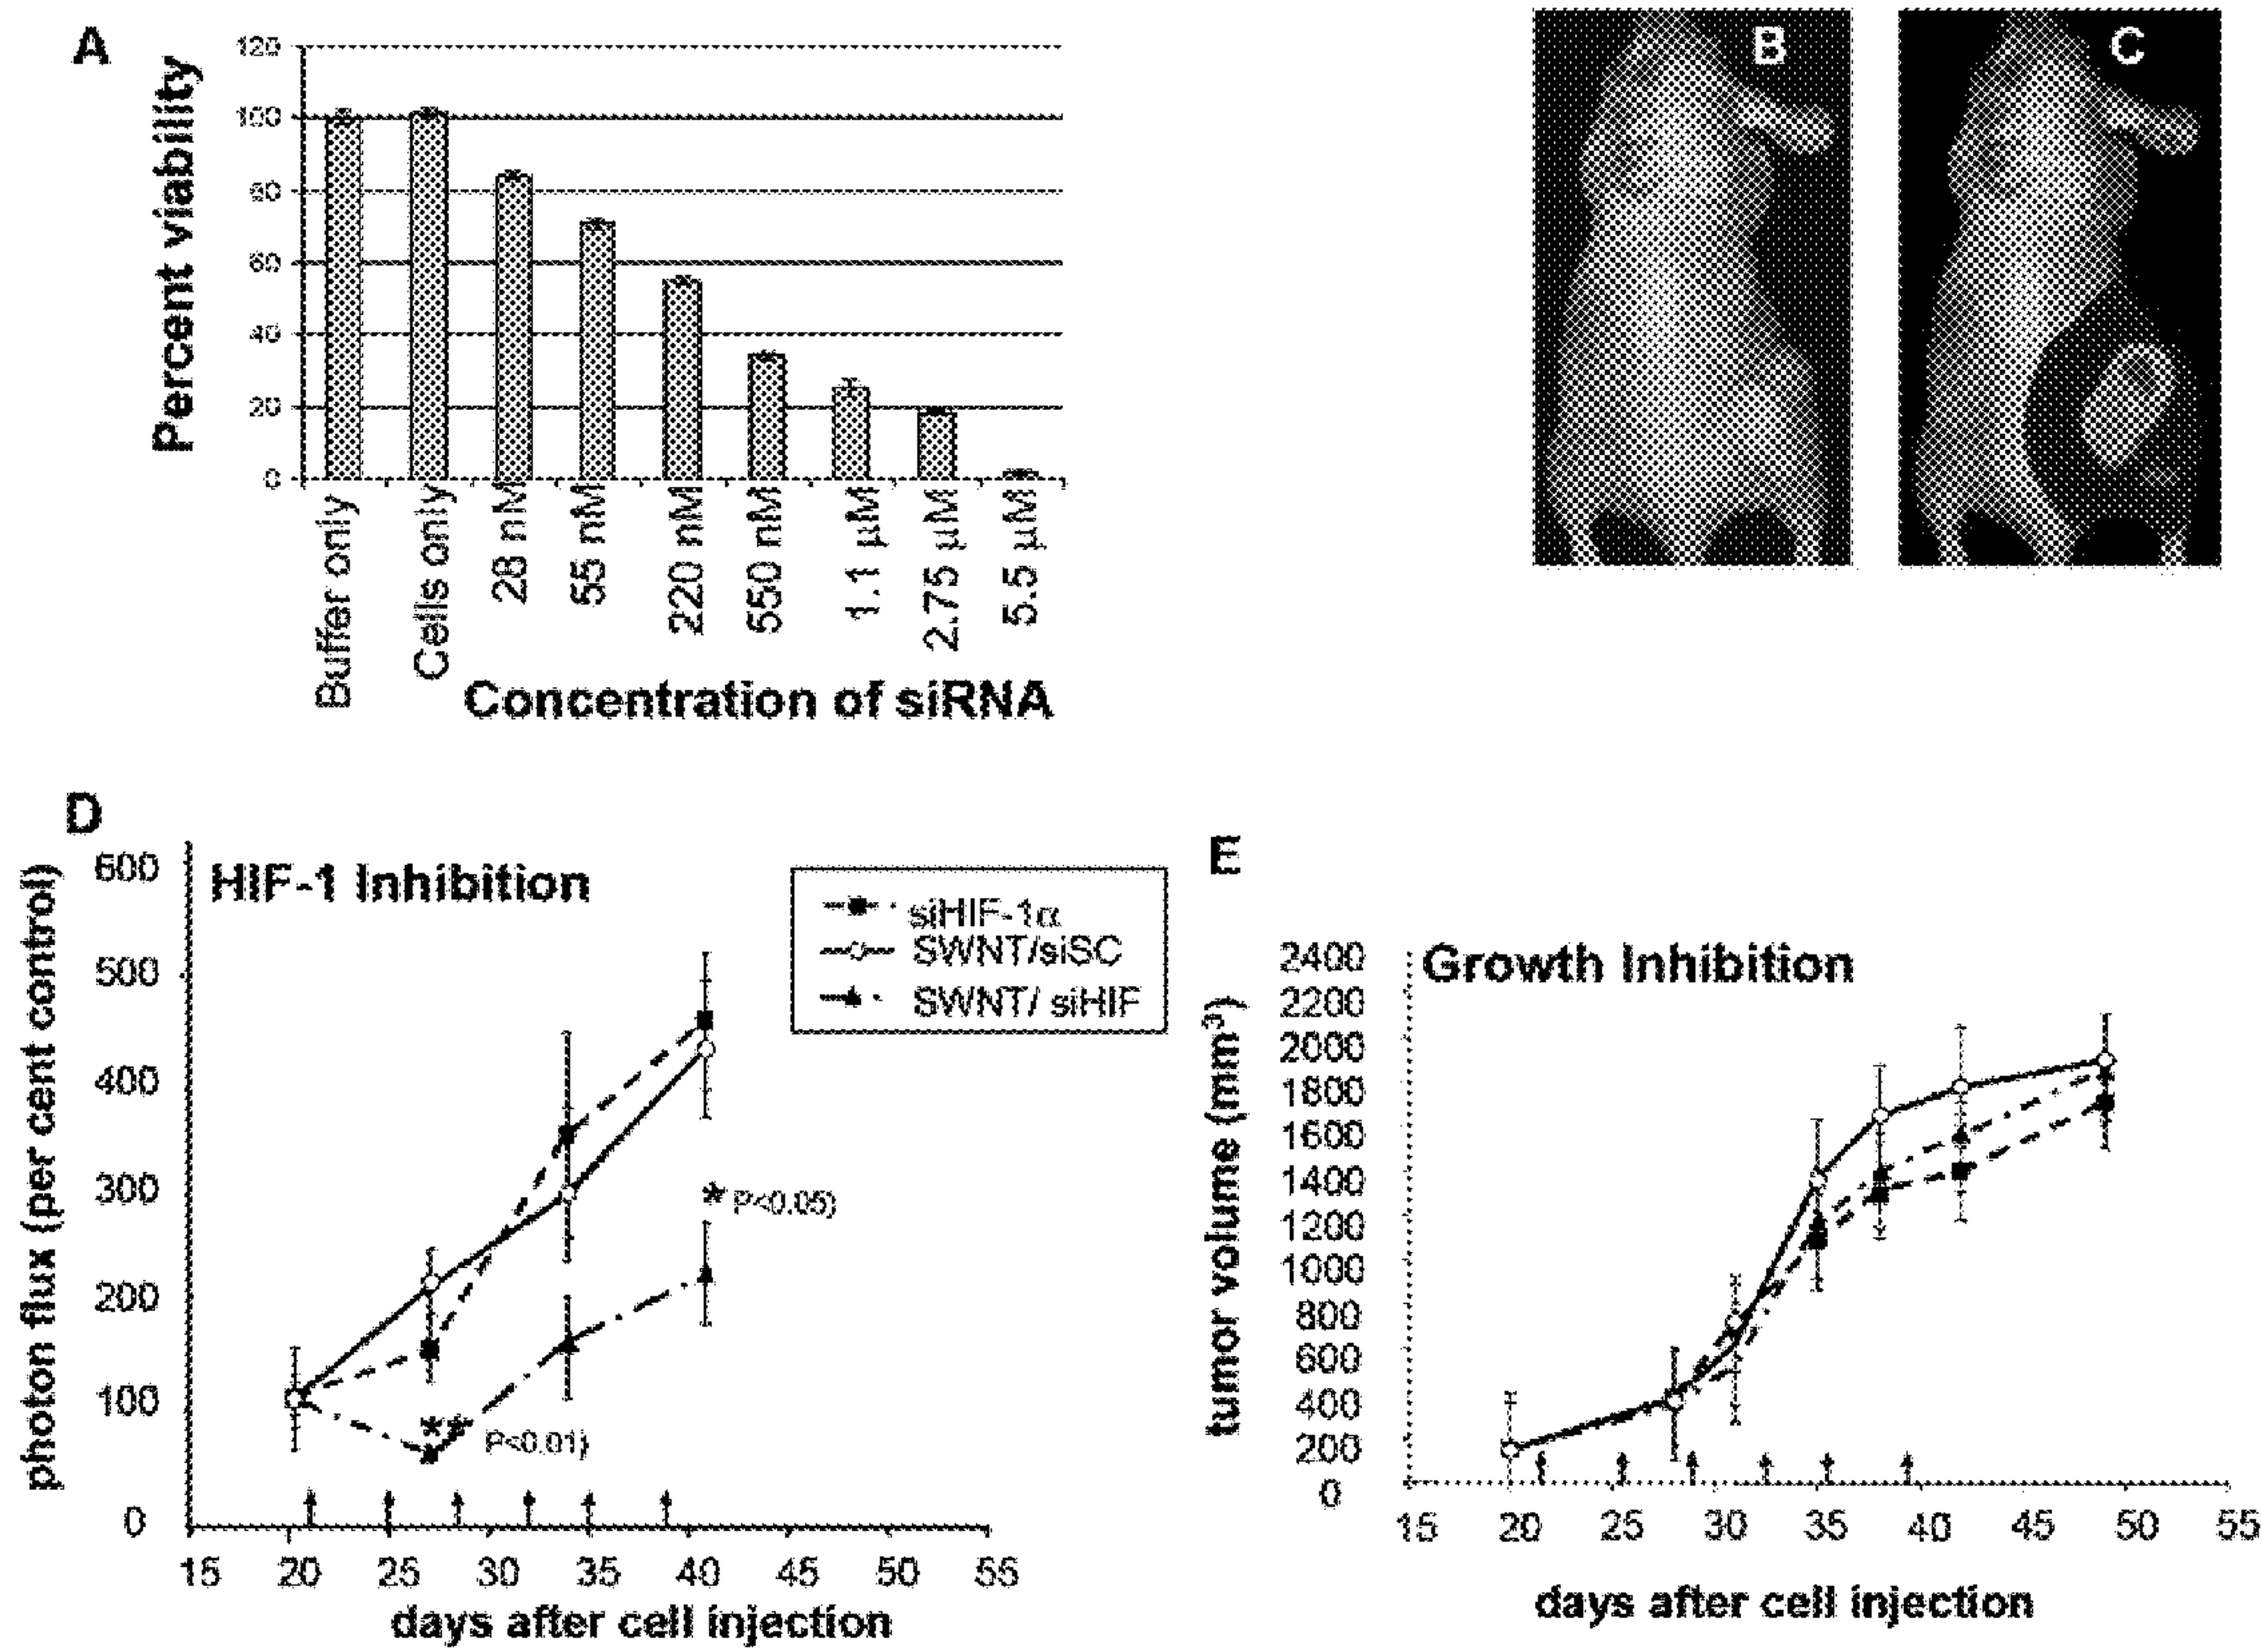 A
Percent viability
120
100
80
60
40
20
0
Buffer only
Cells only
28 nM
55 nM
220 nM
550 nM
1.1 µM
2.75 µM
5.5 µM
Concentration of siRNA
B
C
D
HIF-1 Inhibition
photon flux (per cent control)
600
500
400
300
200
100
0
siHIF-1α
SWNT/siSC
SWNT/ siHIF
* P<0.05)
** P<0.01)
15 20 25 30 35 40 45 50 55
days after cell injection
E
Growth Inhibition
tumor volume (mm³)
2400
2200
2000
1800
1600
1400
1200
1000
800
600
400
200
0
15 20 25 30 35 40 45 50 55
days after cell injection